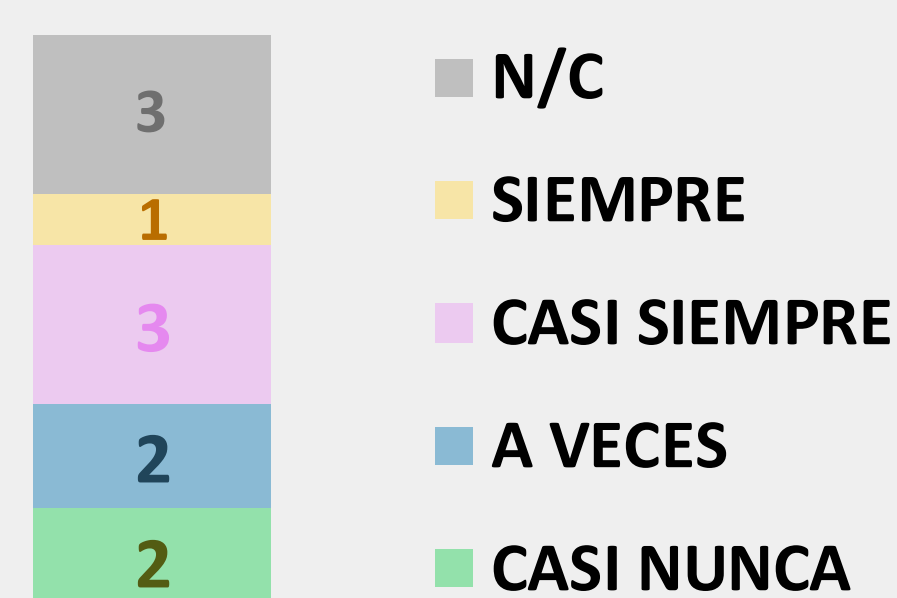 3
1
3
2
2
N/C
SIEMPRE
CASI SIEMPRE
A VECES
CASI NUNCA